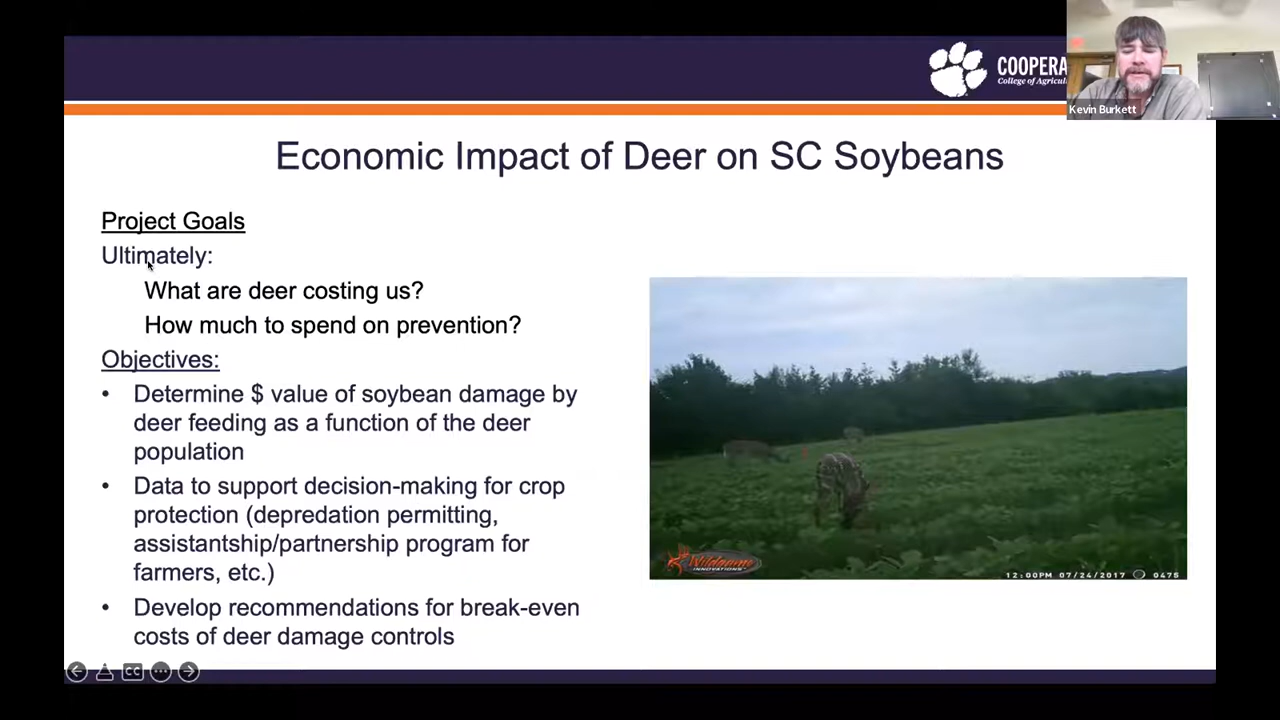 COOPERA
College of Agricul
Kevin Burkett
Economic Impact of Deer on SC Soybeans
Project Goals
Ultimately:
What are deer costing us?
How much to spend on prevention?
Objectives:
• Determine $ value of soybean damage by
deer feeding as a function of the deer
population
• Data to support decision-making for crop
protection (depredation permitting,
assistantship/partnership program for
farmers, etc.)
• Develop recommendations for break-even
costs of deer damage controls
Wildgame
INNOVATIONS
12:00PM 07/24/2017 0475
CC